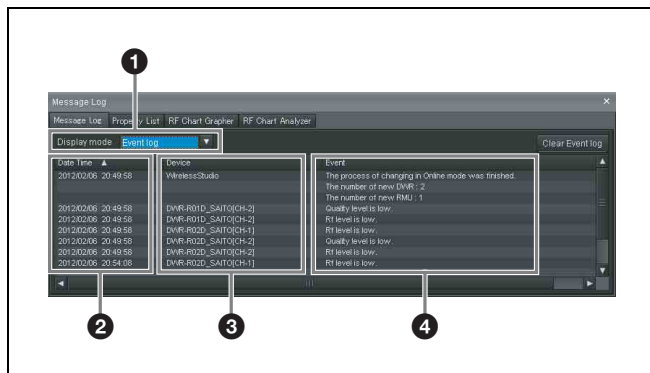 1
Message Log ×
Message Log Property List RF Chart Grapher RF Chart Analyzer
Display mode Event log Clear Event log
Date Time Device Event
2012/02/06 20:49:58 WirelessStudio The process of changing in Online mode was finished.
The number of new DWR : 2
The number of new RMU : 1
2012/02/06 20:49:58 DWR-R01D_SAITO[CH-2] Quality level is low.
2012/02/06 20:49:58 DWR-R01D_SAITO[CH-2] Rf level is low.
2012/02/06 20:49:58 DWR-R02D_SAITO[CH-1] Rf level is low.
2012/02/06 20:49:58 DWR-R02D_SAITO[CH-2] Quality level is low.
2012/02/06 20:49:58 DWR-R02D_SAITO[CH-2] Rf level is low.
2012/02/06 20:54:08 DWR-R02D_SAITO[CH-1] Rf level is low.
2 3 4